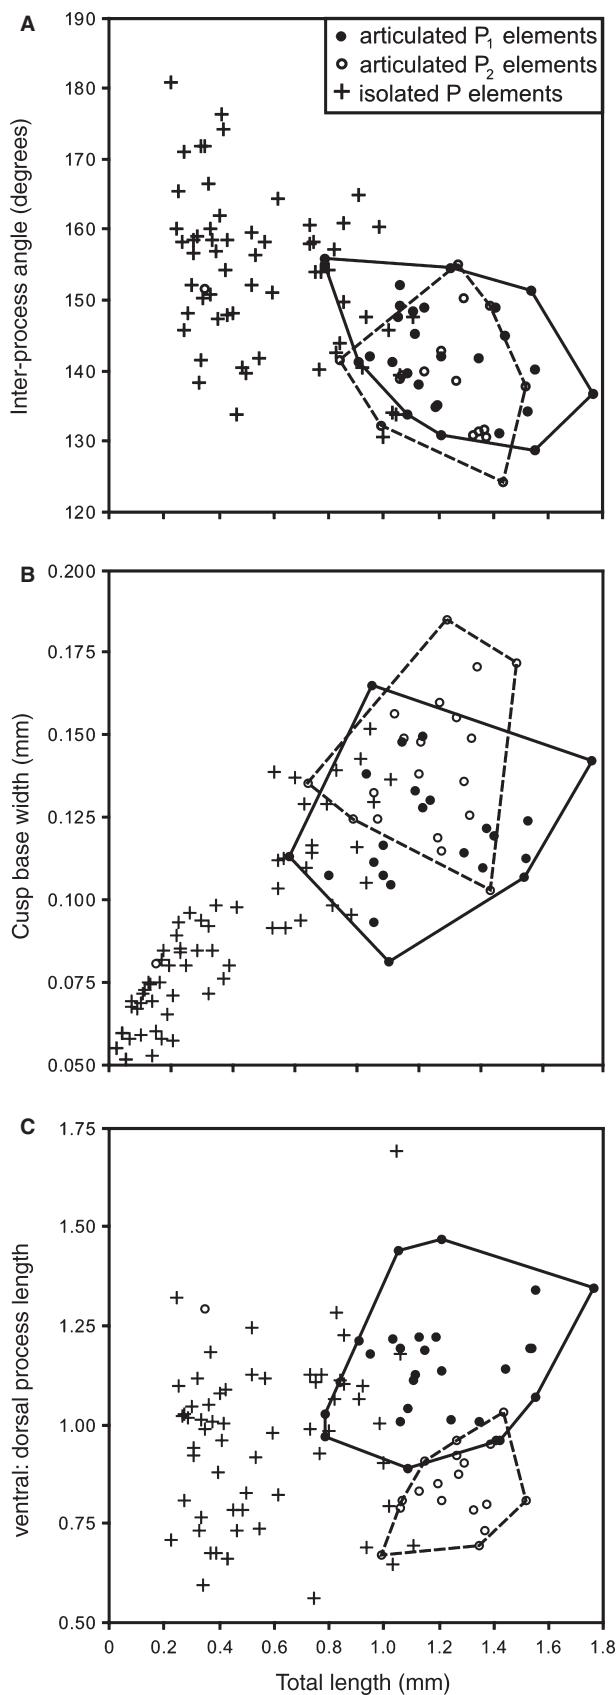 A
190
180
170
160
150
140
130
120
Inter-process angle (degrees)
articulated P₁ elements
articulated P₂ elements
isolated P elements
B
0.200
0.175
0.150
0.125
0.100
0.075
0.050
Cusp base width (mm)
C
1.75
1.50
1.25
1.00
0.75
0.50
ventral: dorsal process length
0 0.2 0.4 0.6 0.8 1.0 1.2 1.4 1.6 1.8
Total length (mm)